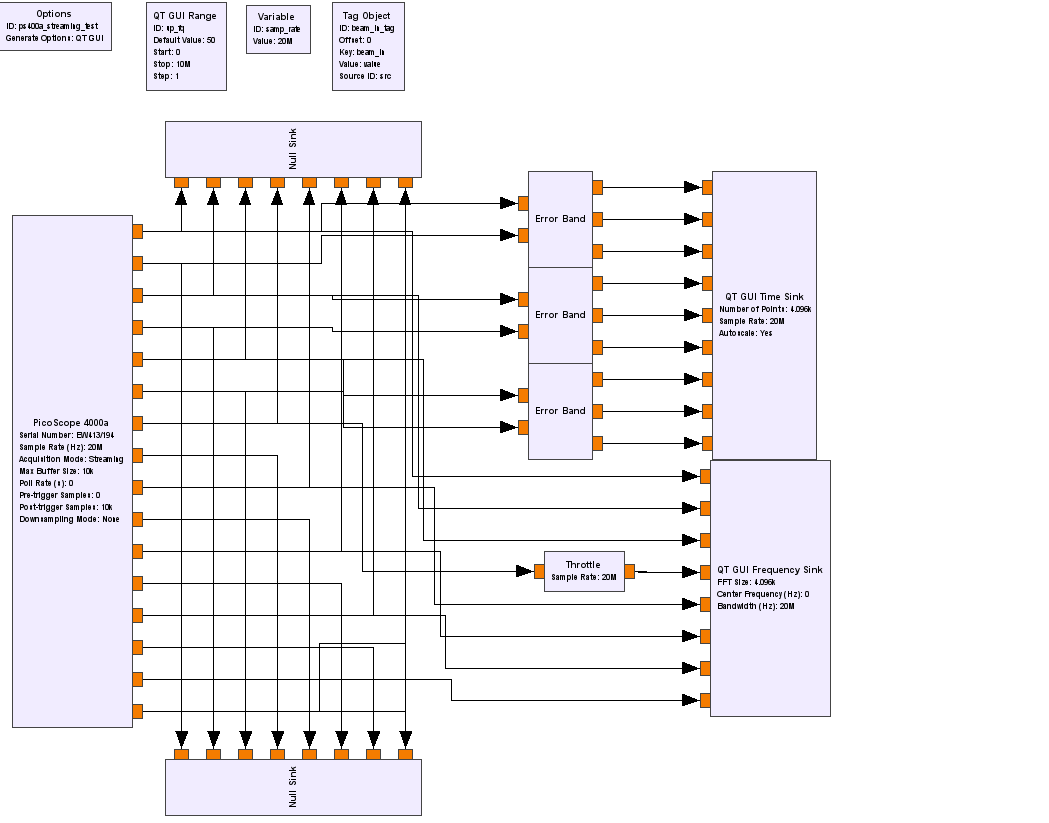 Options
ID: ps400a_streaming_test
Generate Options: QT GUI
QT GUI Range
ID: up_fq
Default Value: 50
Start: 0
Stop: 10M
Step: 1
Variable
ID: samp_rate
Value: 20M
Tag Object
ID: beam_in_tag
Offset: 0
Key: beam_in
Value: value
Source ID: src
Null Sink
PicoScope 4000a
Serial Number: EW413/194
Sample Rate (Hz): 20M
Acquisition Mode: Streaming
Max Buffer Size: 10k
Poll Rate (s): 0
Pre-trigger Samples: 0
Post-trigger Samples: 10k
Downsampling Mode: None
Error Band
Error Band
Error Band
QT GUI Time Sink
Number of Points: 4.096k
Sample Rate: 20M
Autoscale: Yes
Throttle
Sample Rate: 20M
QT GUI Frequency Sink
FFT Size: 4.096k
Center Frequency (Hz): 0
Bandwidth (Hz): 20M
Null Sink